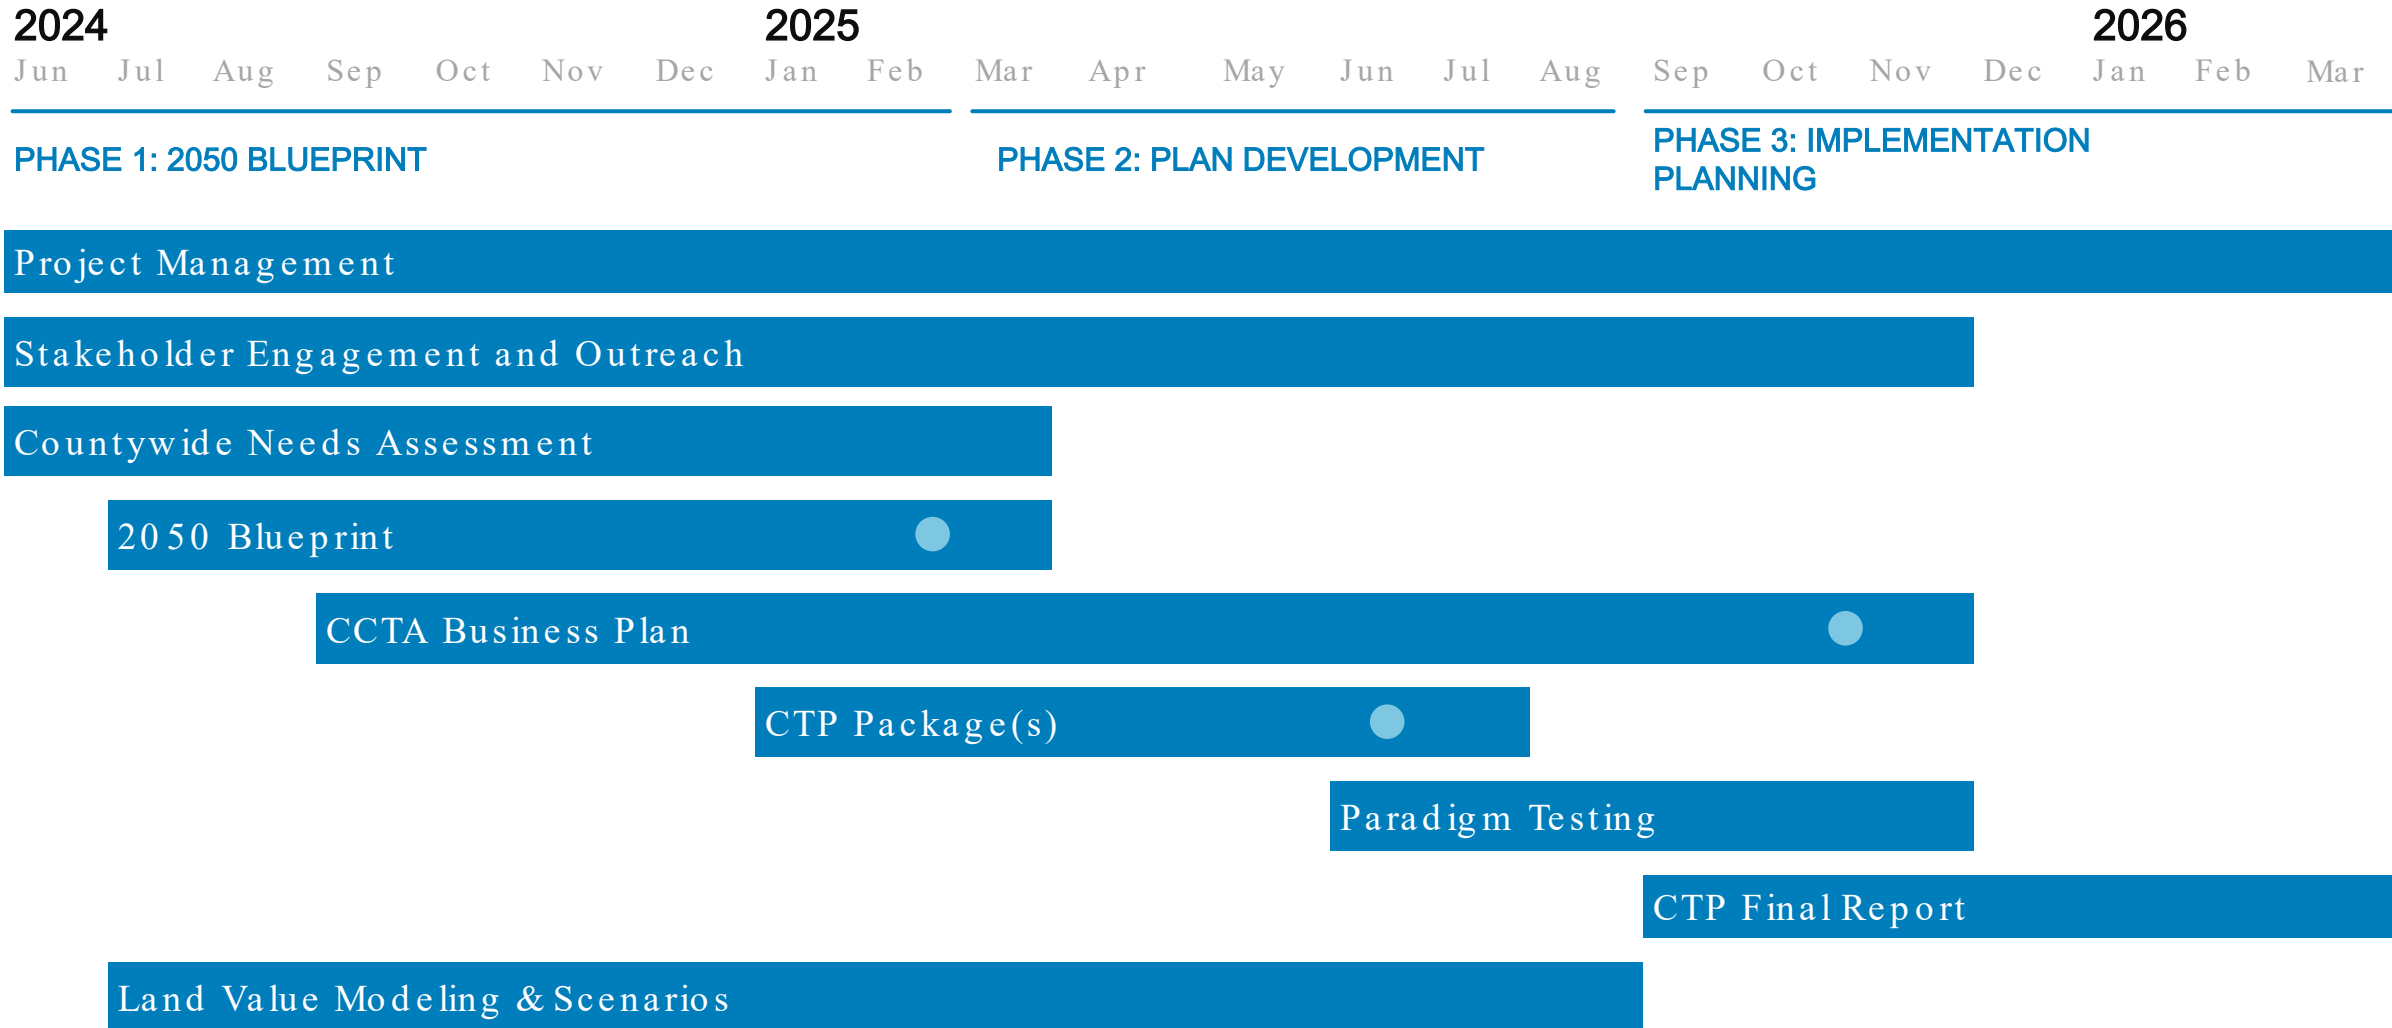 2024 2025 2026
Jun Jul Aug Sep Oct Nov Dec Jan Feb Mar Apr May Jun Jul Aug Sep Oct Nov Dec Jan Feb Mar
PHASE 1: 2050 BLUEPRINT
PHASE 2: PLAN DEVELOPMENT
PHASE 3: IMPLEMENTATION
PLANNING
Project Management
Stakeholder Engagement and Outreach
Countywide Needs Assessment
2050 Blueprint
CCTA Business Plan
CTP Package(s)
Paradigm Testing
CTP Final Report
Land Value Modeling & Scenarios